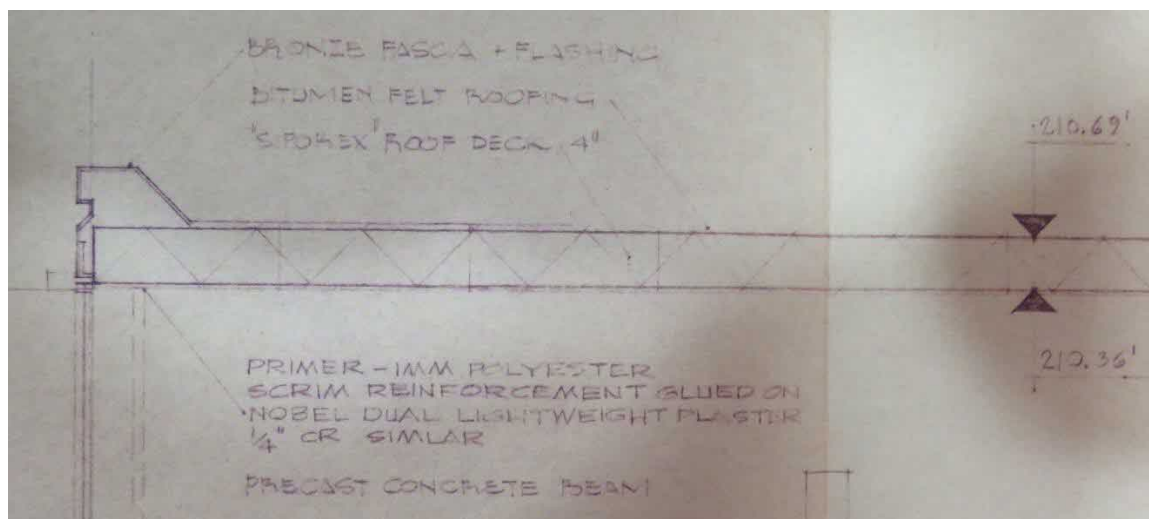 BRONZE FASCIA + FLASHING
BITUMEN FELT ROOFING
'SIPOREX' ROOF DECK 4"
210.69'
PRIMER - 1MM POLYESTER
SCRIM REINFORCEMENT GLUED ON
NOBEL DUAL LIGHTWEIGHT PLASTER
1/4" OR SIMLAR
210.36'
PRECAST CONCRETE BEAM